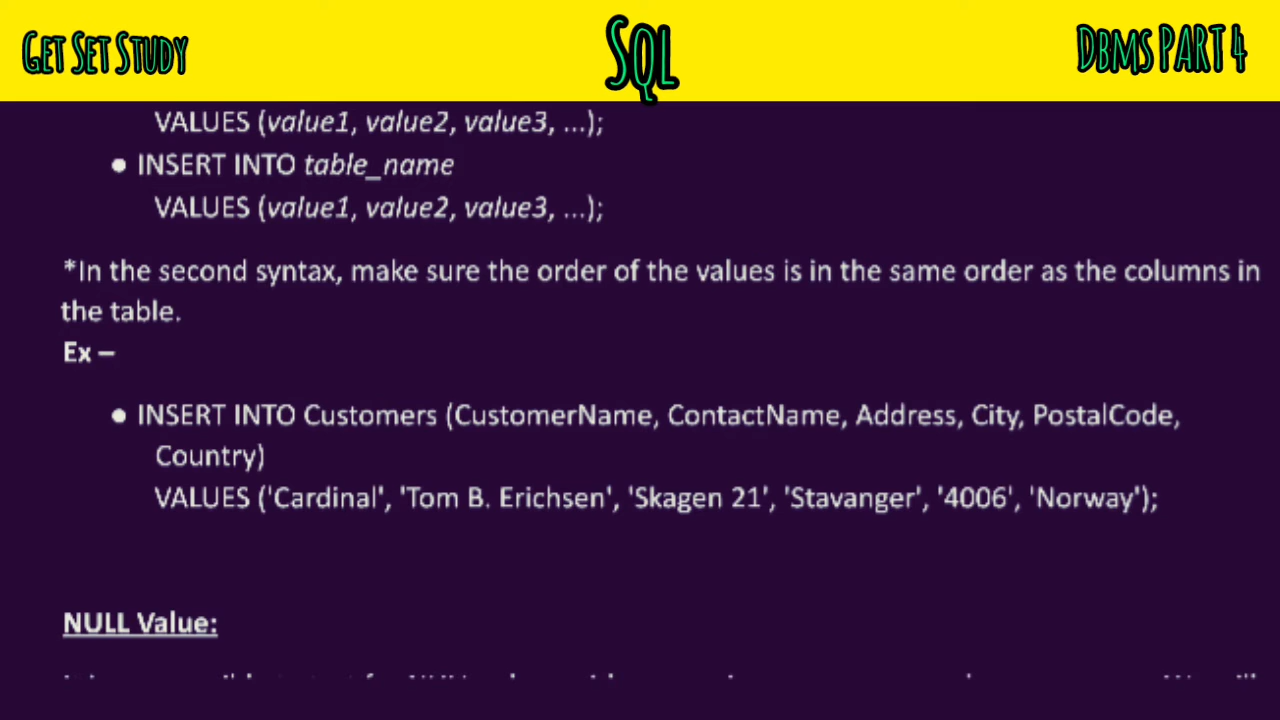 Get Set Study
Sql
Dbms PART 4
VALUES (value1, value2, value3, ...);
● INSERT INTO table_name
VALUES (value1, value2, value3, ...);
*In the second syntax, make sure the order of the values is in the same order as the columns in
the table.
Ex –
● INSERT INTO Customers (CustomerName, ContactName, Address, City, PostalCode,
Country)
VALUES ('Cardinal', 'Tom B. Erichsen', 'Skagen 21', 'Stavanger', '4006', 'Norway');
NULL Value: